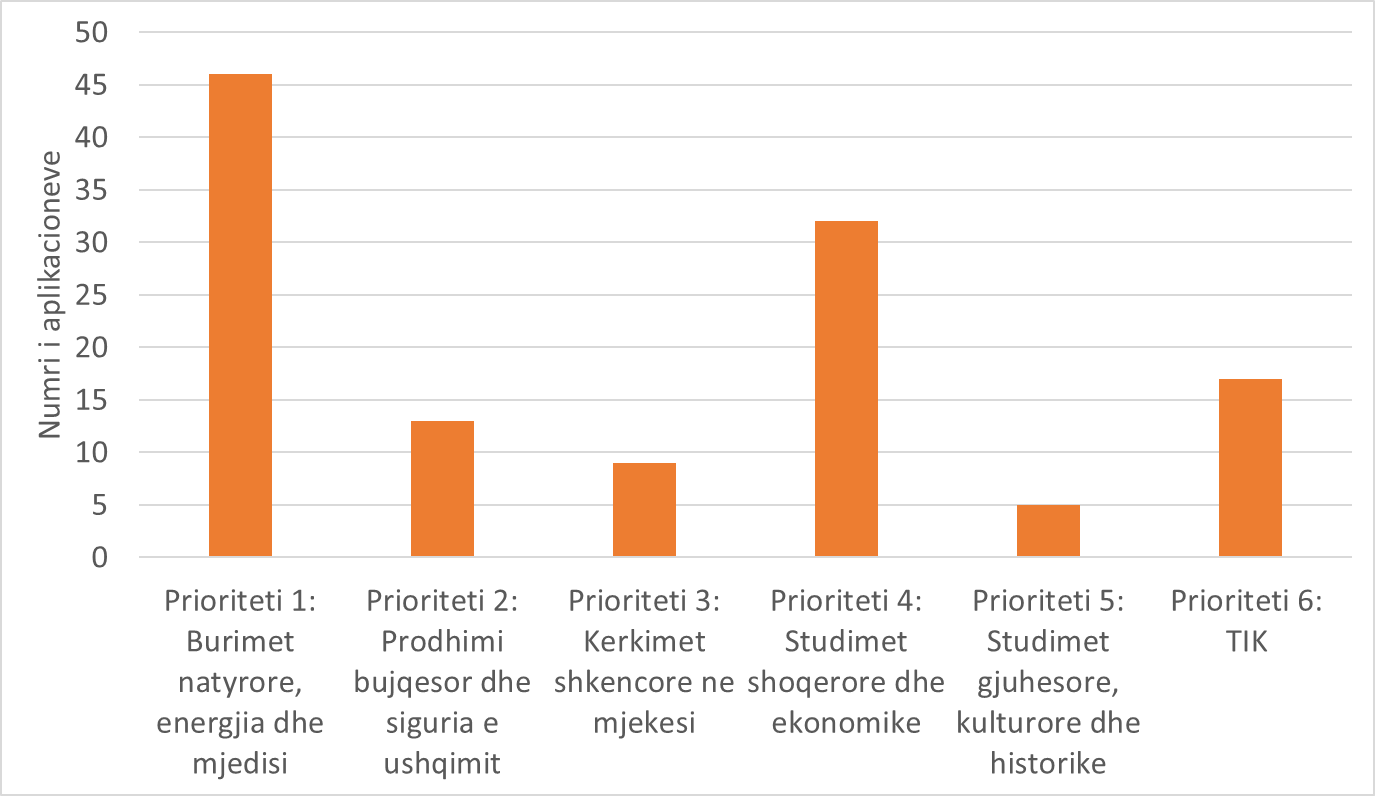 Numri i aplikacioneve
50
45
40
35
30
25
20
15
10
5
0
Prioriteti 1:
Burimet
natyrore,
energjia dhe
mjedisi
Prioriteti 2:
Prodhimi
bujqesor dhe
siguria e
ushqimit
Prioriteti 3:
Kerkimet
shkencore ne
mjekesi
Prioriteti 4:
Studimet
shoqerore dhe
ekonomike
Prioriteti 5:
Studimet
gjuhesore,
kulturore dhe
historike
Prioriteti 6:
TIK